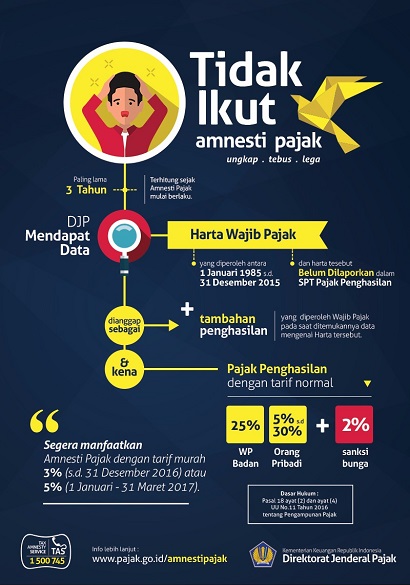 Tidak
Ikut
amnesti pajak
ungkap . tebus . lega
Paling lama
3 Tahun
Terhitung sejak
Amnesti Pajak
mulai berlaku.
DJP
Mendapat
Data
Harta Wajib Pajak
yang diperoleh antara
1 Januari 1985 s.d.
31 Desember 2015
dan harta tersebut
Belum Dilaporkan dalam
SPT Pajak Penghasilan
dianggap
sebagai
+ tambahan
penghasilan
yang diperoleh Wajib Pajak
pada saat ditemukannya data
mengenai Harta tersebut.
&
kena
Pajak Penghasilan
dengan tarif normal
25%
WP
Badan
5% s.d
30%
Orang
Pribadi
+
2%
sanksi
bunga
“
Segera manfaatkan
Amnesti Pajak dengan tarif murah
3% (s.d. 31 Desember 2016) atau
5% (1 Januari - 31 Maret 2017).
Dasar Hukum :
Pasal 18 ayat (2) dan ayat (4)
UU No.11 Tahun 2016
tentang Pengampunan Pajak
TAX
AMNESTY
SERVICE
TAS
1 500 745
Info lebih lanjut :
www.pajak.go.id/amnestipajak
Kementerian Keuangan Republik Indonesia
Direktorat Jenderal Pajak